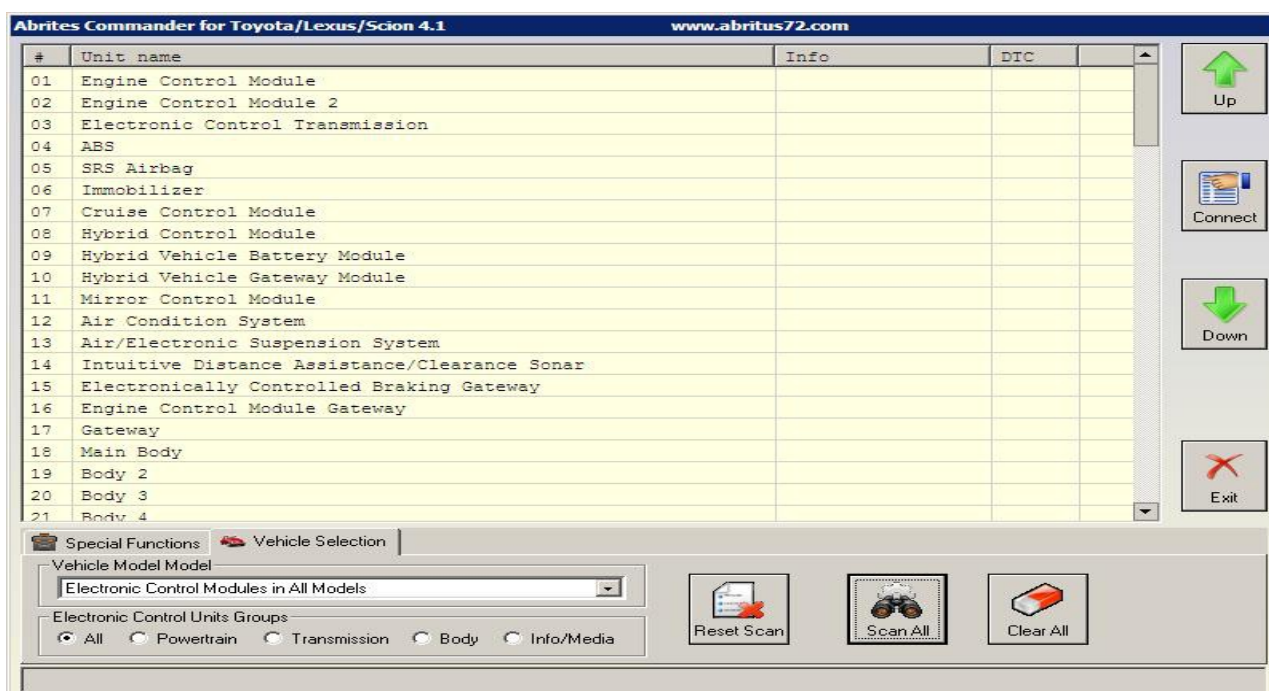 Abrites Commander for Toyota/Lexus/Scion 4.1 www.abritus72.com
# Unit name Info DTC
01 Engine Control Module
02 Engine Control Module 2
03 Electronic Control Transmission
04 ABS
05 SRS Airbag
06 Immobilizer
07 Cruise Control Module
08 Hybrid Control Module
09 Hybrid Vehicle Battery Module
10 Hybrid Vehicle Gateway Module
11 Mirror Control Module
12 Air Condition System
13 Air/Electronic Suspension System
14 Intuitive Distance Assistance/Clearance Sonar
15 Electronically Controlled Braking Gateway
16 Engine Control Module Gateway
17 Gateway
18 Main Body
19 Body 2
20 Body 3
21 Body 4
Up
Connect
Down
Exit
Special Functions Vehicle Selection
Vehicle Model Model
Electronic Control Modules in All Models
Electronic Control Units Groups
All Powertrain Transmission Body Info/Media
Reset Scan Scan All Clear All